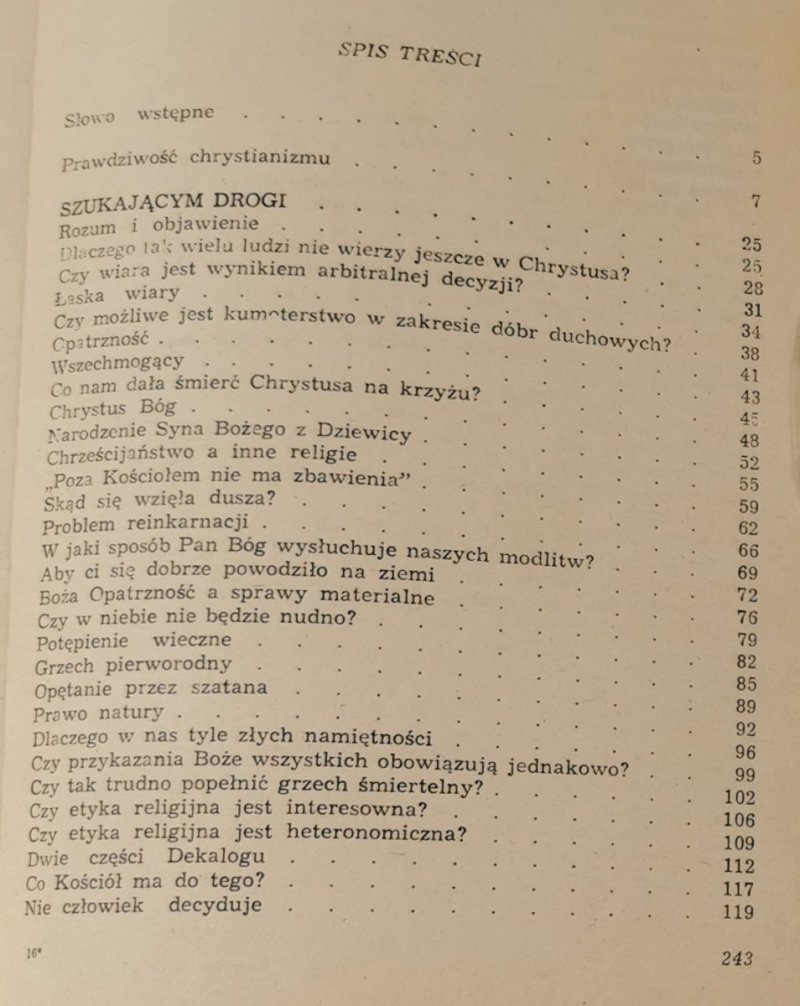 SPIS TREŚCI
Słowo wstępne . . . . . . . . . . . 5
Prawdziwość chrystianizmu . . . . . . . . . 7
SZUKAJĄCYM DROGI . . . . . . . . . . 25
Rozum i objawienie . . . . . . . . . . 25
Dlaczego tak wielu ludzi nie wierzy jeszcze w Chrystusa? . . 28
Czy wiara jest wynikiem arbitralnej decyzji? . . . . 31
Łaska wiary . . . . . . . . . . . . 34
Czy możliwe jest kumoterstwo w zakresie dóbr duchowych? 38
Cpatrzność . . . . . . . . . . . . 41
Wszechmogący . . . . . . . . . . . 43
Co nam dała śmierć Chrystusa na krzyżu? . . . . . 45
Chrystus Bóg . . . . . . . . . . . 48
Narodzenie Syna Bożego z Dziewicy . . . . . . . 52
Chrześcijaństwo a inne religie . . . . . . . . 55
„Poza Kościołem nie ma zbawienia” . . . . . . . 59
Skąd się wzięła dusza? . . . . . . . . . 62
Problem reinkarnacji . . . . . . . . . . 66
W jaki sposób Pan Bóg wysłuchuje naszych modlitw? . . 69
Aby ci się dobrze powodziło na ziemi . . . . . . 72
Boża Opatrzność a sprawy materialne . . . . . . 76
Czy w niebie nie będzie nudno? . . . . . . . . 79
Potępienie wieczne . . . . . . . . . . 82
Grzech pierworodny . . . . . . . . . . 85
Opętanie przez szatana . . . . . . . . . 89
Prawo natury . . . . . . . . . . . . 92
Dlaczego w nas tyle złych namiętności . . . . . . 96
Czy przykazania Boże wszystkich obowiązują jednakowo? . 99
Czy tak trudno popełnić grzech śmiertelny? . . . . . 102
Czy etyka religijna jest interesowna? . . . . . . 106
Czy etyka religijna jest heteronomiczna? . . . . . 109
Dwie części Dekalogu . . . . . . . . . . 112
Co Kościół ma do tego? . . . . . . . . . . 117
Nie człowiek decyduje . . . . . . . . . . 119
16* 243